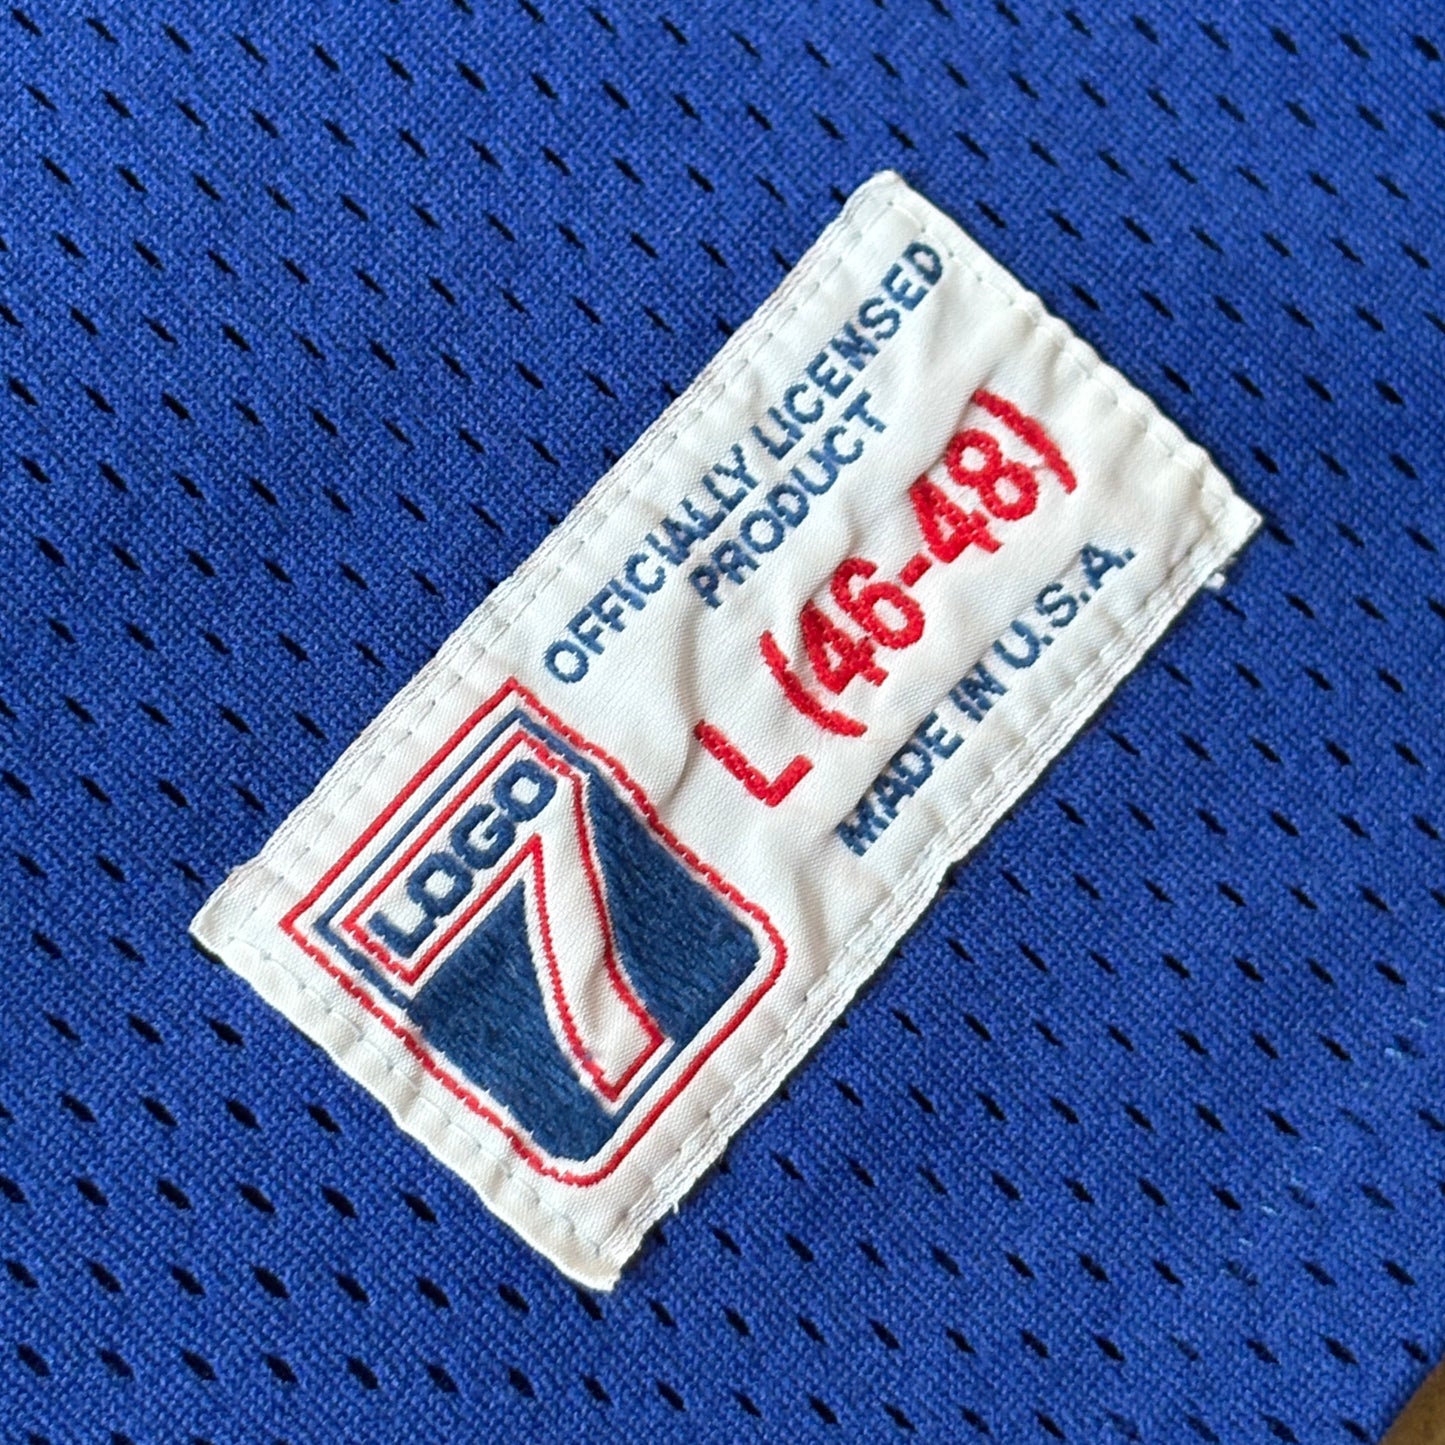 LOGO
7
OFFICIALLY LICENSED
PRODUCT
L (46-48)
MADE IN U.S.A.